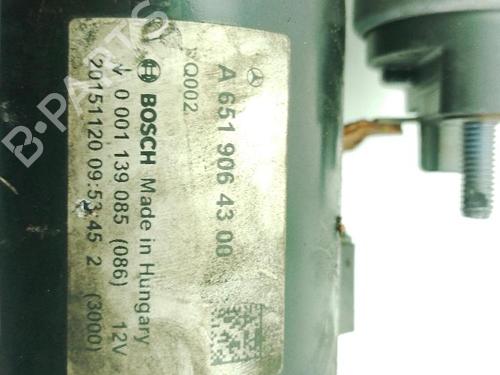 A 651 906 43 00
Q002
BOSCH Made in Hungary
0 001 139 085 (086) 12V
20151120 09:53:45 2 (3000)
B-PARTS